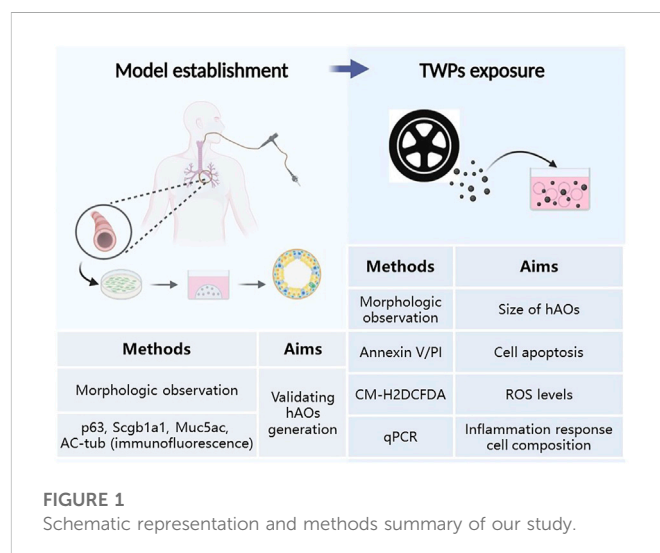 Model establishment
TWPs exposure
Methods
Aims
Morphologic observation
Validating
hAOs
generation
p63, Scgb1a1, Muc5ac,
AC-tub (immunofluorescence)
Methods
Aims
Morphologic
observation
Size of hAOs
Annexin V/PI
Cell apoptosis
CM-H2DCFDA
ROS levels
qPCR
Inflammation response
cell composition
FIGURE 1
Schematic representation and methods summary of our study.